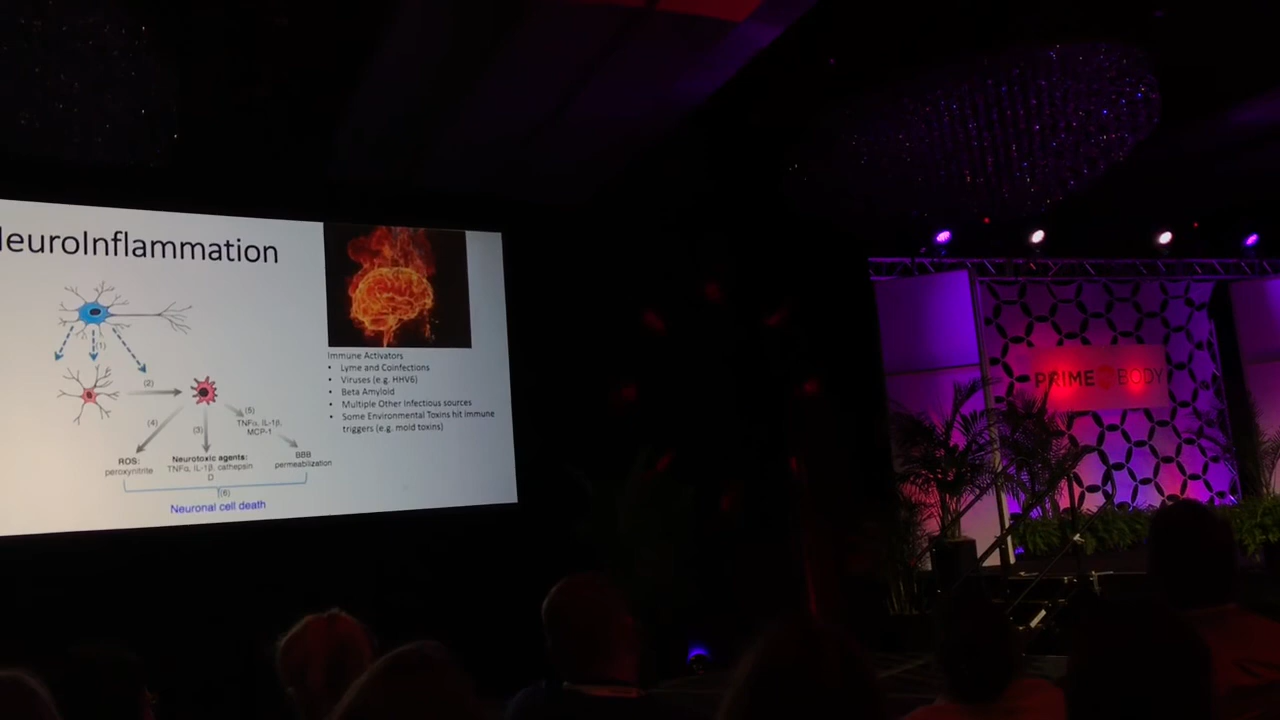 euroInflammation
(1)
(2)
(5)
TNFα, IL-1β,
MCP-1
(4)
(3)
ROS:
peroxynitrite
Neurotoxic agents:
TNFα, IL-1β, cathepsin
D
BBB
permeabilization
(6)
Neuronal cell death
Immune Activators
• Lyme and Coinfections
• Viruses (e.g. HHV6)
• Beta Amyloid
• Multiple Other Infectious sources
• Some Environmental Toxins hit immune
triggers (e.g. mold toxins)
PRIME BODY